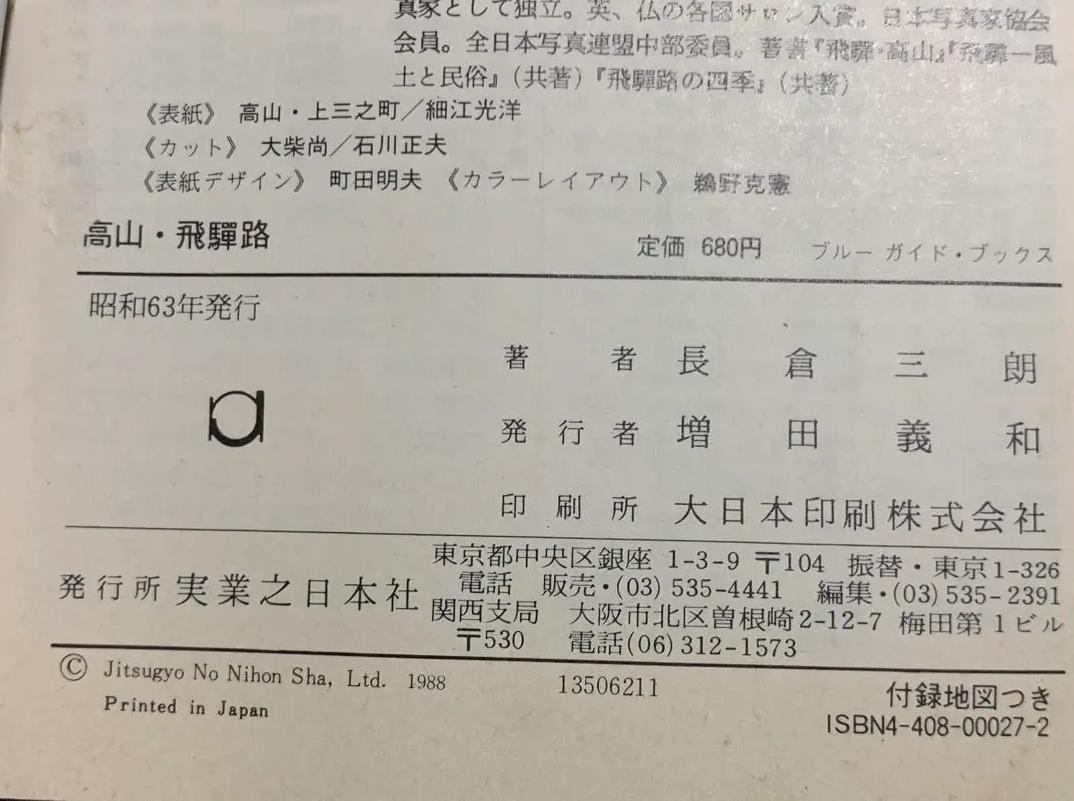 真家として独立。英、仏の各国サロン入賞。日本写真家協会
会員。全日本写真連盟中部委員。著書『飛驒・高山』『飛驒―風
土と民俗』(共著)『飛驒路の四季』(共著)
《表紙》 高山・上三之町/細江光洋
《カット》 大柴尚/石川正夫
《表紙デザイン》 町田明夫 《カラーレイアウト》 鵜野克憲
高山・飛驒路 定価 680円 ブルー ガイド・ブックス
昭和63年発行
著者 長倉三朗
発行者 増田義和
印刷所 大日本印刷株式会社
発行所 実業之日本社
東京都中央区銀座 1-3-9 〒104 振替・東京1-326
電話 販売・(03)535-4441 編集・(03)535-2391
関西支局 大阪市北区曽根崎2-12-7 梅田第1ビル
〒530 電話(06)312-1573
© Jitsugyo No Nihon Sha, Ltd. 1988 13506211 付録地図つき
Printed in Japan ISBN4-408-00027-2